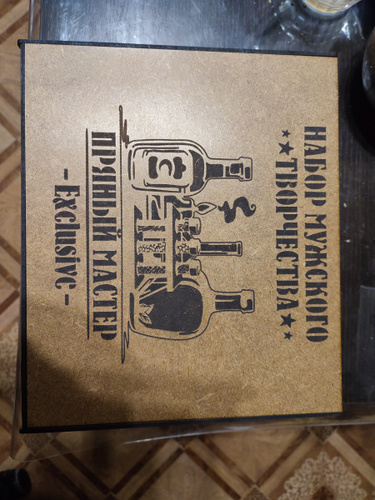 НАБОР МУЖСКОГО
★★ ТВОРЧЕСТВА ★★
ПРЯНЫЙ МАСТЕР
- Exclusive -